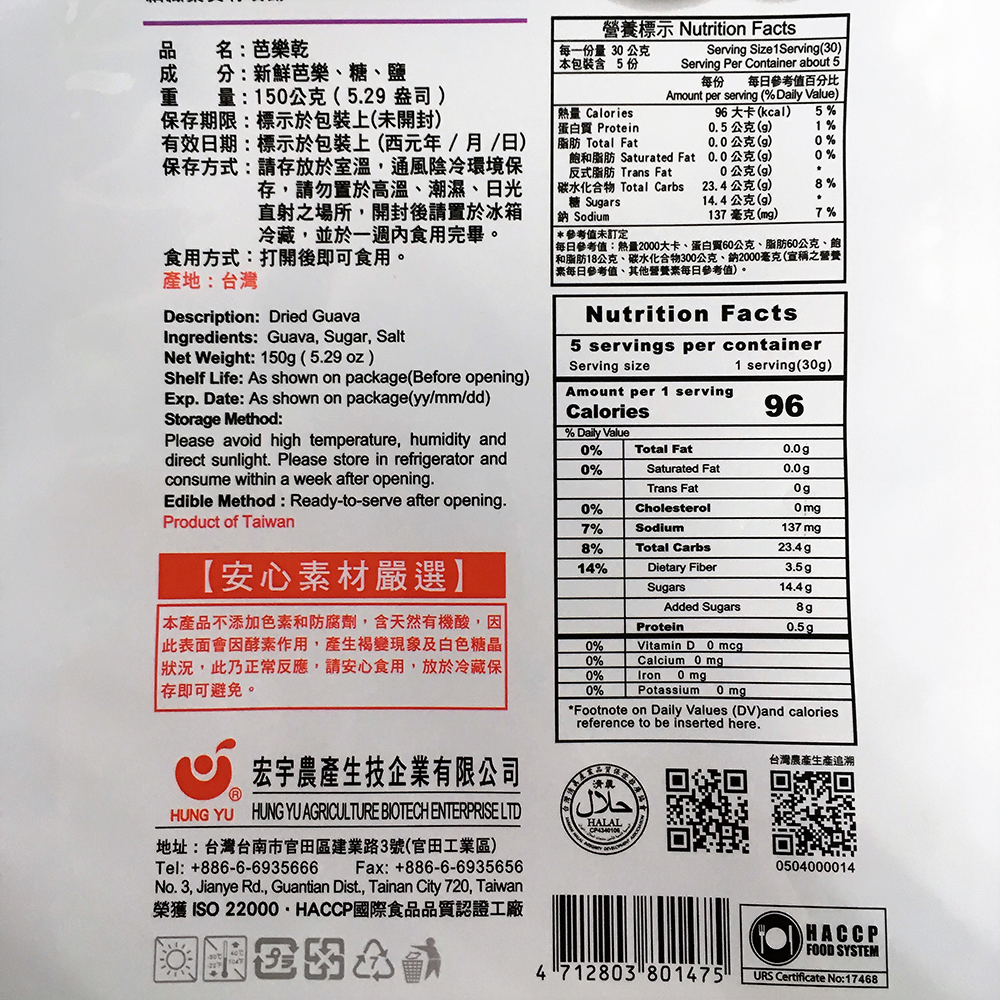 品　　名：芭樂乾
成　　分：新鮮芭樂、糖、鹽
重　　量：150公克（5.29 盎司）
保存期限：標示於包裝上(未開封)
有效日期：標示於包裝上 (西元年 / 月 /日)
保存方式：請存放於室溫，通風陰冷環境保
存，請勿置於高溫、潮濕、日光
直射之場所，開封後請置於冰箱
冷藏，並於一週內食用完畢。
食用方式：打開後即可食用。
產地：台灣
Description: Dried Guava
Ingredients: Guava, Sugar, Salt
Net Weight: 150g ( 5.29 oz )
Shelf Life: As shown on package(Before opening)
Exp. Date: As shown on package(yy/mm/dd)
Storage Method:
Please avoid high temperature, humidity and
direct sunlight. Please store in refrigerator and
consume within a week after opening.
Edible Method : Ready-to-serve after opening.
Product of Taiwan
【安心素材嚴選】
本產品不添加色素和防腐劑，含天然有機酸，因
此表面會因酵素作用，產生褐變現象及白色糖晶
狀況，此乃正常反應，請安心食用，放於冷藏保
存即可避免。
HUNG YU ®
宏宇農產生技企業有限公司
HUNG YU AGRICULTURE BIOTECH ENTERPRISE LTD
地址：台灣台南市官田區建業路3號(官田工業區)
Tel: +886-6-6935666 Fax: +886-6-6935656
No. 3, Jianye Rd., Guantian Dist., Tainan City 720, Taiwan
榮獲 ISO 22000・HACCP國際食品品質認證工廠
營養標示 Nutrition Facts
每一份量 30 公克 Serving Size1Serving(30)
本包裝含 5 份 Serving Per Container about 5
每份 每日參考值百分比
Amount per serving (% Daily Value)
熱量 Calories 96 大卡(kcal) 5 %
蛋白質 Protein 0.5 公克(g) 1 %
脂肪 Total Fat 0.0 公克(g) 0 %
飽和脂肪 Saturated Fat 0.0 公克(g) 0 %
反式脂肪 Trans Fat 0 公克(g) *
碳水化合物 Total Carbs 23.4 公克(g) 8 %
糖 Sugars 14.4 公克(g) *
鈉 Sodium 137 毫克(mg) 7 %
*參考值未訂定
每日參考值：熱量2000大卡、蛋白質60公克、脂肪60公克、飽
和脂肪18公克、碳水化合物300公克、鈉2000毫克(宣稱之營養
素每日參考值、其他營養素每日參考值)。
Nutrition Facts
5 servings per container
Serving size 1 serving(30g)
Amount per 1 serving
Calories 96
% Daily Value
0% Total Fat 0.0 g
0% Saturated Fat 0.0 g
Trans Fat 0 g
0% Cholesterol 0 mg
7% Sodium 137 mg
8% Total Carbs 23.4 g
14% Dietary Fiber 3.5 g
Sugars 14.4 g
Added Sugars 8 g
Protein 0.5 g
0% Vitamin D 0 mcg
0% Calcium 0 mg
0% Iron 0 mg
0% Potassium 0 mg
*Footnote on Daily Values (DV)and calories
reference to be inserted here.
台灣農產生產追溯
清真
حلال
HALAL
CP4340106
0504000014
4 712803 801475
HACCP
FOOD SYSTEM
URS Certificate No:17468